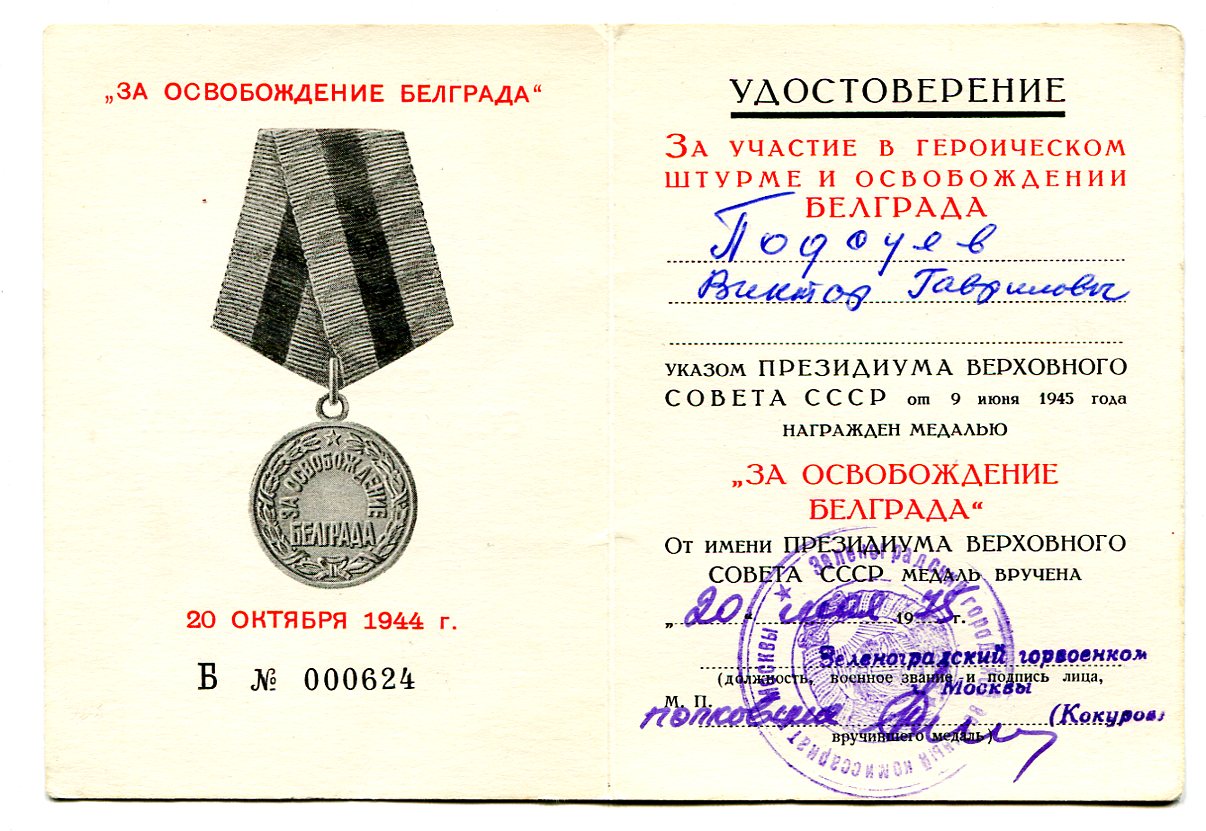 „ЗА ОСВОБОЖДЕНИЕ БЕЛГРАДА“
ЗА ОСВОБОЖДЕНИЕ
БЕЛГРАДА
20 ОКТЯБРЯ 1944 г.
Б № 000624
УДОСТОВЕРЕНИЕ
ЗА УЧАСТИЕ В ГЕРОИЧЕСКОМ
ШТУРМЕ И ОСВОБОЖДЕНИИ
БЕЛГРАДА
Виктор Гаврилович
УКАЗОМ ПРЕЗИДИУМА ВЕРХОВНОГО
СОВЕТА СССР от 9 июня 1945 года
НАГРАЖДЕН МЕДАЛЬЮ
„ЗА ОСВОБОЖДЕНИЕ
БЕЛГРАДА“
ОТ ИМЕНИ ПРЕЗИДИУМА ВЕРХОВНОГО
СОВЕТА СССР МЕДАЛЬ ВРУЧЕНА
„20“ мая 1975 г.
Зеленоградский горвоенком
(должность, военное звание и подпись лица,
г. Москвы
М. П.
полковник (Кокуров)
вручившего медаль)